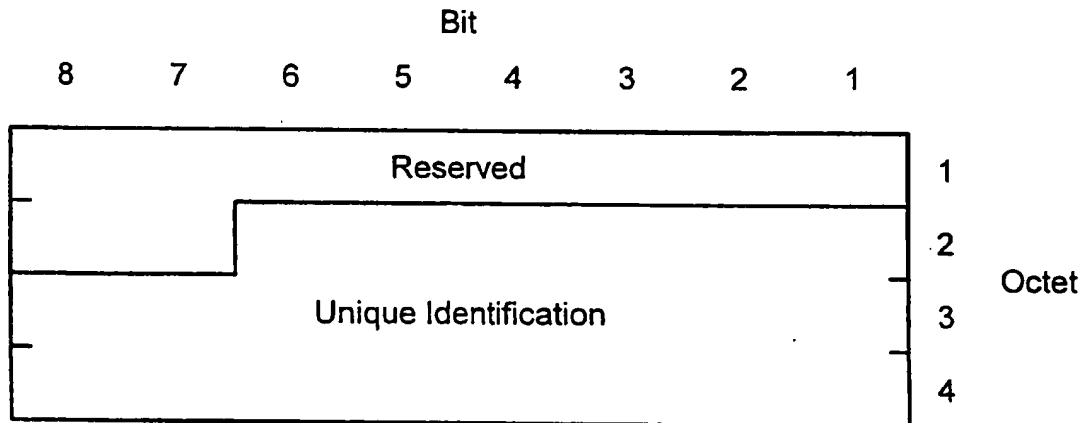 Bit
8 7 6 5 4 3 2 1
Reserved 1
2
Octet
Unique Identification 3
4